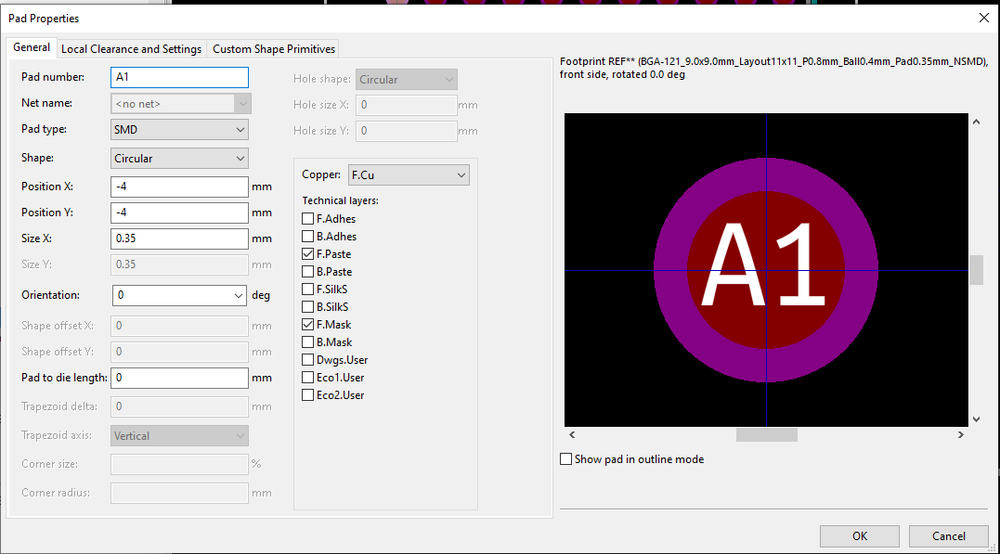 Pad Properties
General
Local Clearance and Settings
Custom Shape Primitives
Pad number: A1
Net name: <no net>
Pad type: SMD
Shape: Circular
Position X: -4 mm
Position Y: -4 mm
Size X: 0.35 mm
Size Y: 0.35 mm
Orientation: 0 deg
Shape offset X: 0 mm
Shape offset Y: 0 mm
Pad to die length: 0 mm
Trapezoid delta: 0 mm
Trapezoid axis: Vertical
Corner size: %
Corner radius: mm
Hole shape: Circular
Hole size X: 0 mm
Hole size Y: 0 mm
Copper: F.Cu
Technical layers:
F.Adhes
B.Adhes
F.Paste
B.Paste
F.SilkS
B.SilkS
F.Mask
B.Mask
Dwgs.User
Eco1.User
Eco2.User
Footprint REF** (BGA-121_9.0x9.0mm_Layout11x11_P0.8mm_Ball0.4mm_Pad0.35mm_NSMD),
front side, rotated 0.0 deg
A1
Show pad in outline mode
OK
Cancel